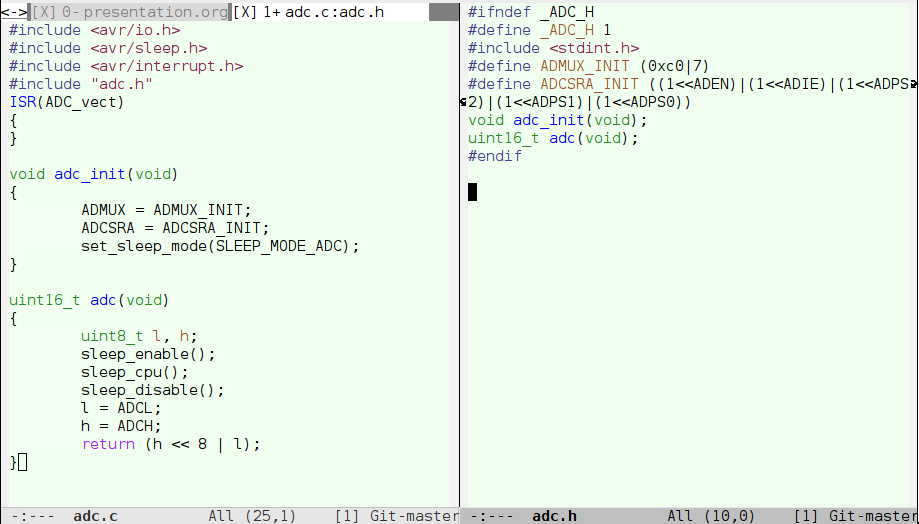 <->[X] 0- presentation.org[X] 1+ adc.c:adc.h
#include <avr/io.h>
#include <avr/sleep.h>
#include <avr/interrupt.h>
#include "adc.h"
ISR(ADC_vect)
{
}
void adc_init(void)
{
ADMUX = ADMUX_INIT;
ADCSRA = ADCSRA_INIT;
set_sleep_mode(SLEEP_MODE_ADC);
}
uint16_t adc(void)
{
uint8_t l, h;
sleep_enable();
sleep_cpu();
sleep_disable();
l = ADCL;
h = ADCH;
return (h << 8 | l);
}
-:--- adc.c All (25,1) [1] Git-master
#ifndef _ADC_H
#define _ADC_H 1
#include <stdint.h>
#define ADMUX_INIT (0xc0|7)
#define ADCSRA_INIT ((1<<ADEN)|(1<<ADIE)|(1<<ADPS
2)|(1<<ADPS1)|(1<<ADPS0))
void adc_init(void);
uint16_t adc(void);
#endif
-:--- adc.h All (10,0) [1] Git-master